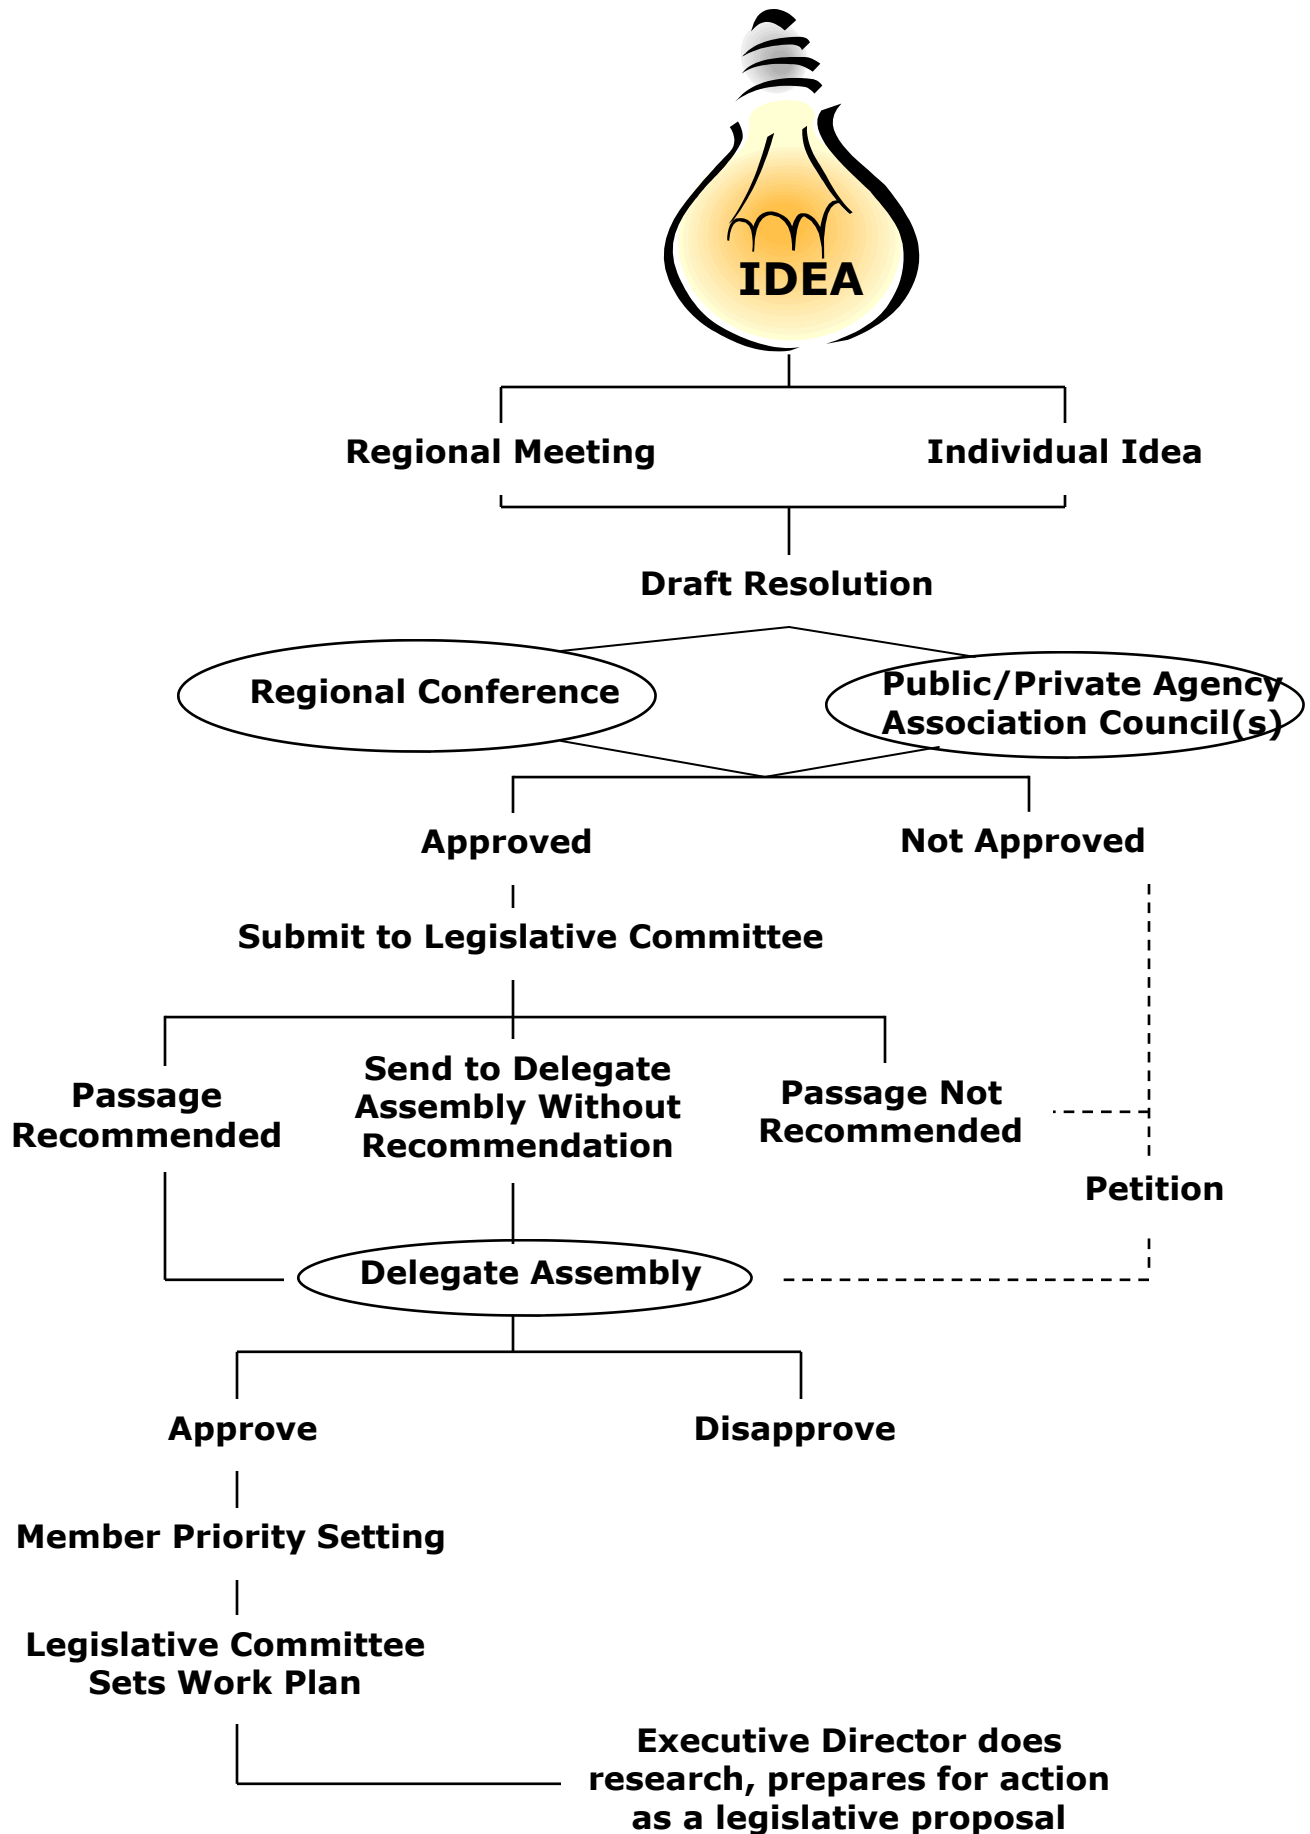 IDEA
Regional Meeting
Individual Idea
Draft Resolution
Regional Conference
Public/Private Agency
Association Council(s)
Approved
Not Approved
Submit to Legislative Committee
Passage
Recommended
Send to Delegate
Assembly Without
Recommendation
Passage Not
Recommended
Petition
Delegate Assembly
Approve
Disapprove
Member Priority Setting
Legislative Committee
Sets Work Plan
Executive Director does
research, prepares for action
as a legislative proposal